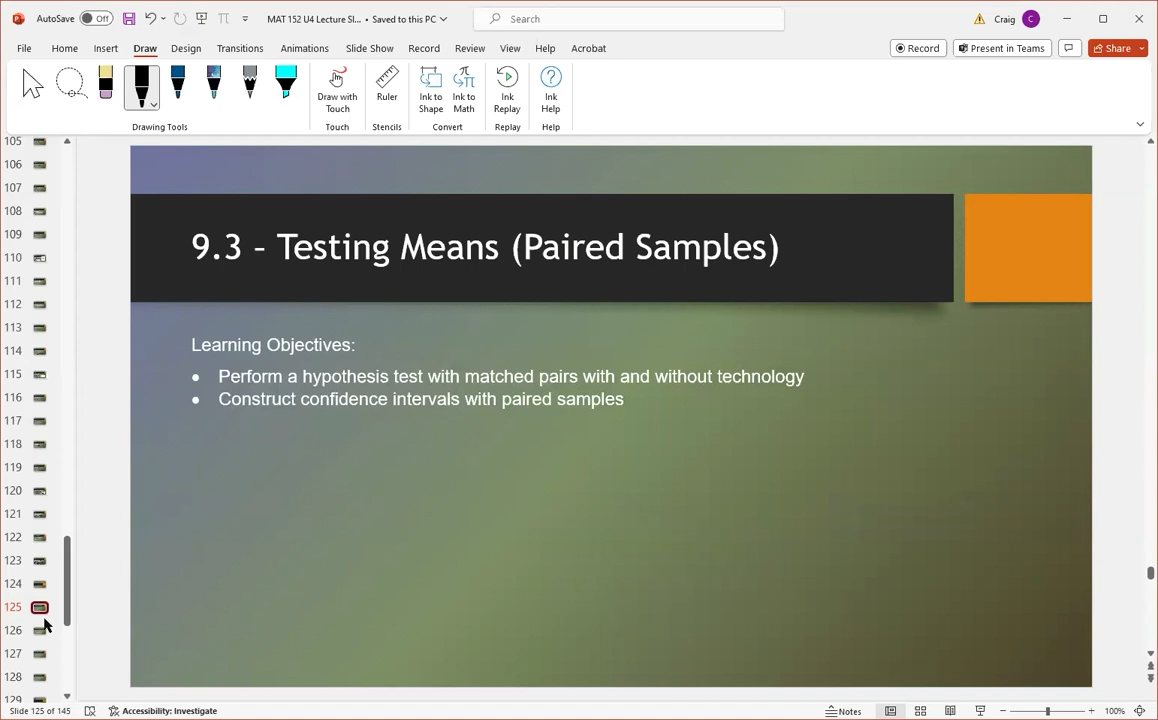 AutoSave Off MAT 152 U4 Lecture Sl... • Saved to this PC Search Craig C
File Home Insert Draw Design Transitions Animations Slide Show Record Review View Help Acrobat Record Present in Teams Share
Draw with Touch
Ruler
Ink to Shape
Ink to Math
Ink Replay
Ink Help
Drawing Tools Touch Stencils Convert Replay Help
105
106
107
108
109
110
111
112
113
114
115
116
117
118
119
120
121
122
123
124
125
126
127
128
129
9.3 – Testing Means (Paired Samples)
Learning Objectives:
• Perform a hypothesis test with matched pairs with and without technology
• Construct confidence intervals with paired samples
Slide 125 of 145 Accessibility: Investigate Notes 100%